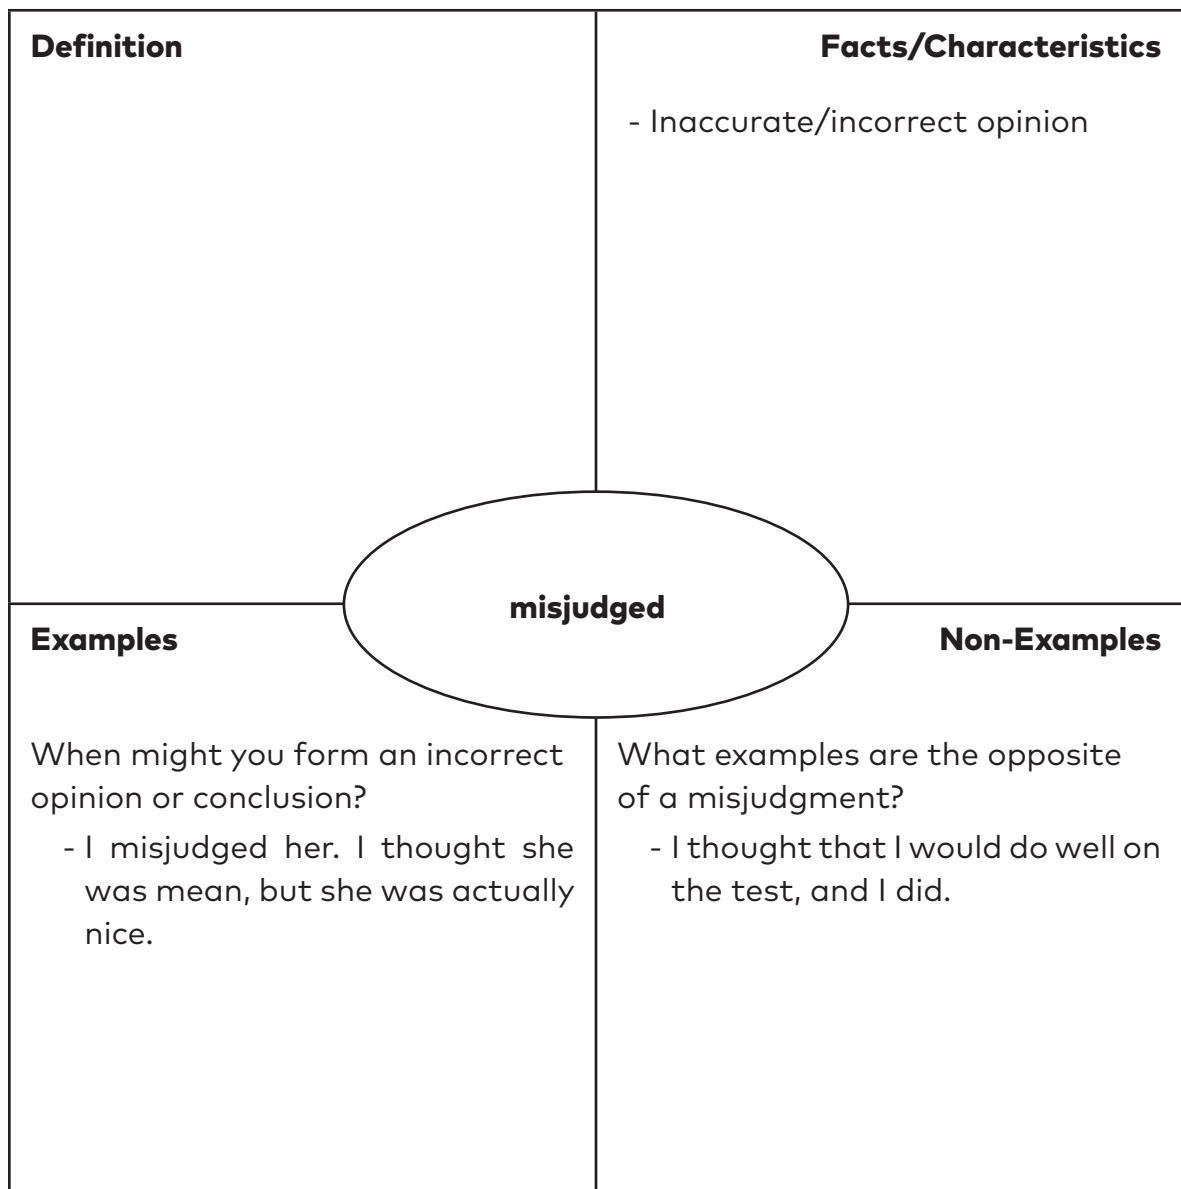 Definition
Facts/Characteristics
- Inaccurate/incorrect opinion
misjudged
Examples
When might you form an incorrect
opinion or conclusion?
- I misjudged her. I thought she
was mean, but she was actually
nice.
Non-Examples
What examples are the opposite
of a misjudgment?
- I thought that I would do well on
the test, and I did.